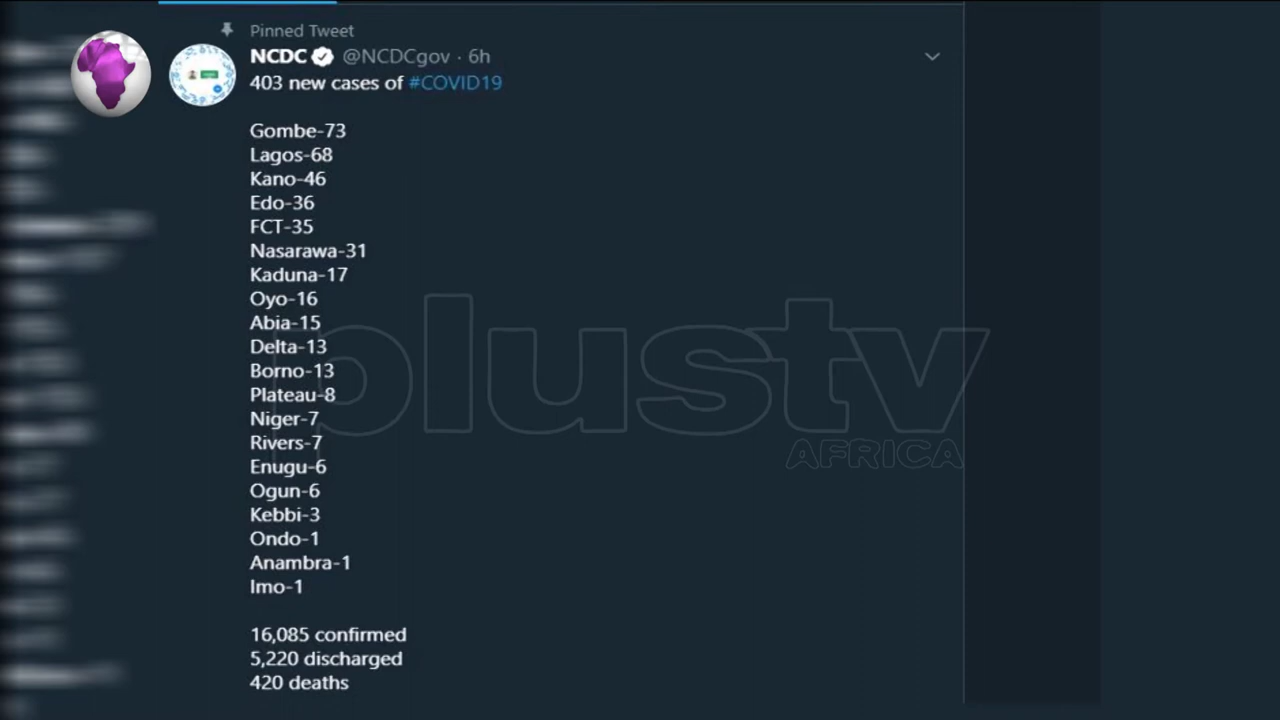 Pinned Tweet
NCDC @NCDCgov · 6h
403 new cases of #COVID19
Gombe-73
Lagos-68
Kano-46
Edo-36
FCT-35
Nasarawa-31
Kaduna-17
Oyo-16
Abia-15
Delta-13
Borno-13
Plateau-8
Niger-7
Rivers-7
Enugu-6
Ogun-6
Kebbi-3
Ondo-1
Anambra-1
Imo-1
16,085 confirmed
5,220 discharged
420 deaths
plustv
AFRICA